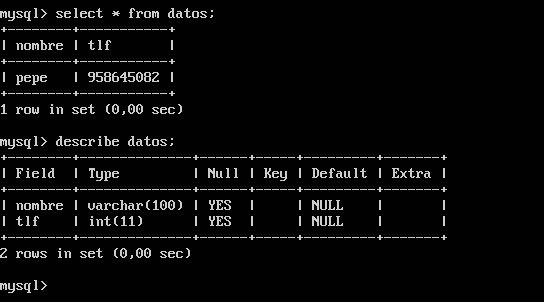 mysql> select * from datos;
+--------+-----------+
| nombre | tlf       |
+--------+-----------+
| pepe   | 958645082 |
+--------+-----------+
1 row in set (0,00 sec)
mysql> describe datos;
+--------+--------------+------+-----+---------+-------+
| Field  | Type         | Null | Key | Default | Extra |
+--------+--------------+------+-----+---------+-------+
| nombre | varchar(100) | YES  |     | NULL    |       |
| tlf    | int(11)      | YES  |     | NULL    |       |
+--------+--------------+------+-----+---------+-------+
2 rows in set (0,00 sec)
mysql>